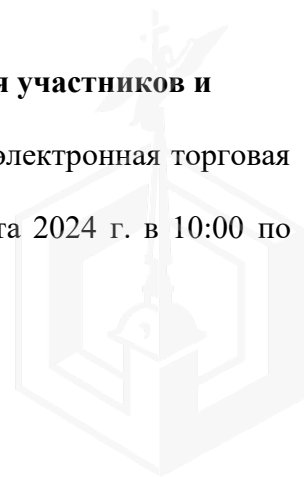 я участников и
электронная торговая
та 2024 г. в 10:00 по